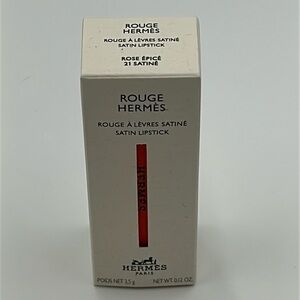 ROUGE
HERMÈS
ROUGE À LÈVRES SATINÉ
SATIN LIPSTICK
ROSE ÉPICÉ
21 SATINÉ
ROUGE
HERMÈS
ROUGE À LÈVRES SATINÉ
SATIN LIPSTICK
HERMÈS
HERMÈS
PARIS
POIDS NET 3,5 g NET WT. 0.12 OZ.